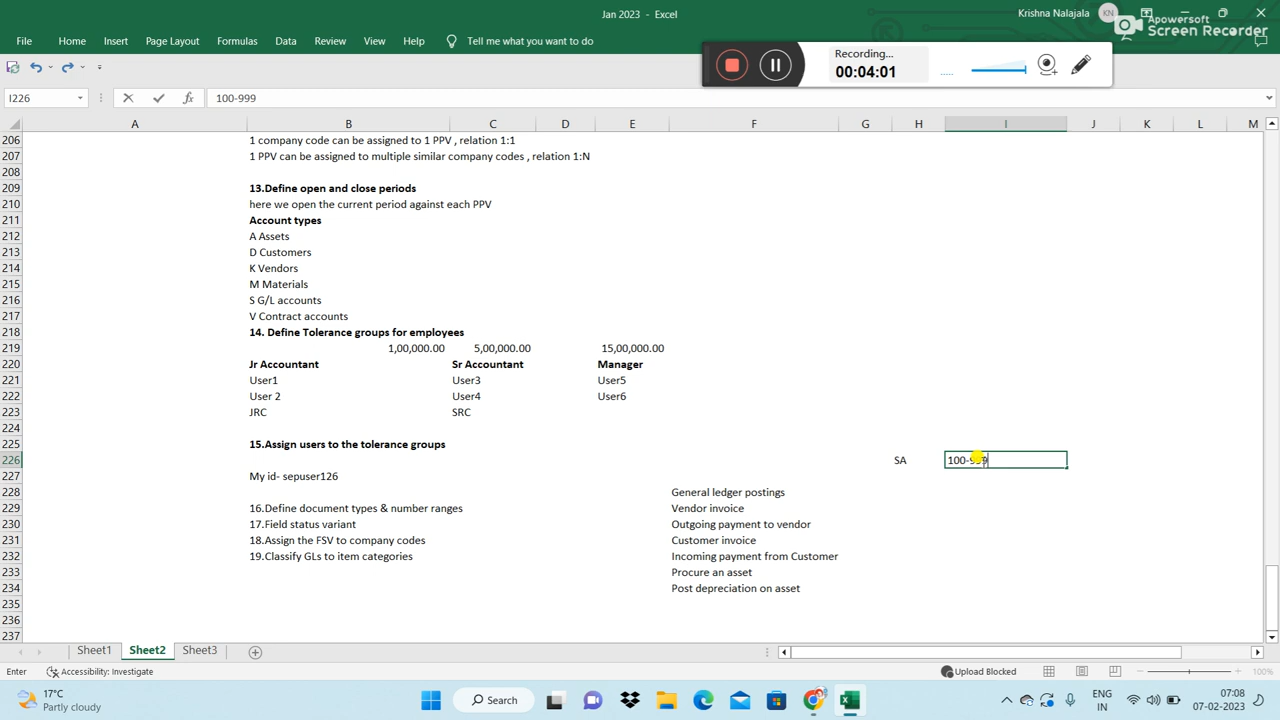 Jan 2023 - Excel
Krishna Nalajala KN
Apowersoft
Screen Recorder
File Home Insert Page Layout Formulas Data Review View Help Tell me what you want to do
Recording...
00:04:01
I226 fx 100-999
A B C D E F G H I J K L M
206 1 company code can be assigned to 1 PPV , relation 1:1
207 1 PPV can be assigned to multiple similar company codes , relation 1:N
208
209 13.Define open and close periods
210 here we open the current period against each PPV
211 Account types
212 A Assets
213 D Customers
214 K Vendors
215 M Materials
216 S G/L accounts
217 V Contract accounts
218 14. Define Tolerance groups for employees
219 1,00,000.00 5,00,000.00 15,00,000.00
220 Jr Accountant Sr Accountant Manager
221 User1 User3 User5
222 User 2 User4 User6
223 JRC SRC
224
225 15.Assign users to the tolerance groups
226 SA 100-999
227 My id- sepuser126
228 General ledger postings
229 16.Define document types & number ranges Vendor invoice
230 17.Field status variant Outgoing payment to vendor
231 18.Assign the FSV to company codes Customer invoice
232 19.Classify GLs to item categories Incoming payment from Customer
233 Procure an asset
234 Post depreciation on asset
235
236
237
Sheet1 Sheet2 Sheet3
Enter Accessibility: Investigate Upload Blocked 100%
17°C
Partly cloudy
Search
ENG
IN
07:08
07-02-2023